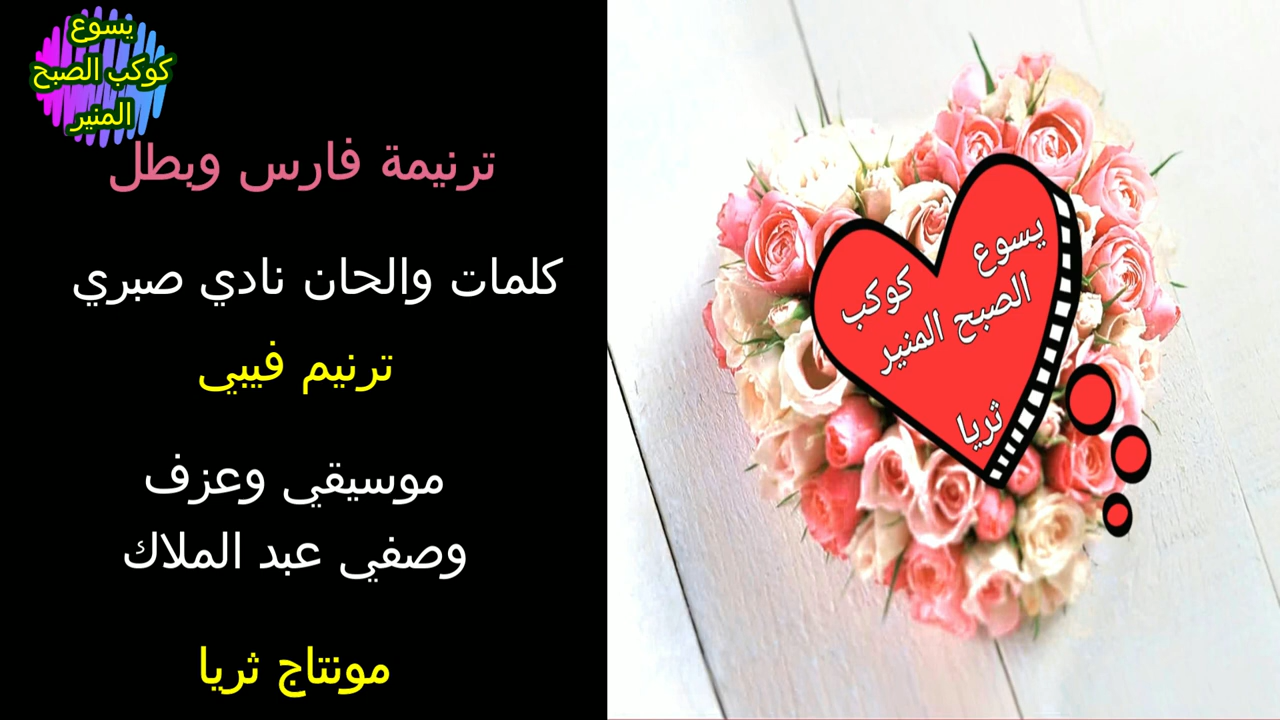 يسوع
كوكب الصبح
المنير
ترنيمة فارس وبطل
كلمات والحان نادي صبري
ترنيم فيبي
موسيقي وعزف
وصفي عبد الملاك
مونتاج ثريا
يسوع
كوكب
الصبح المنير
ثريا